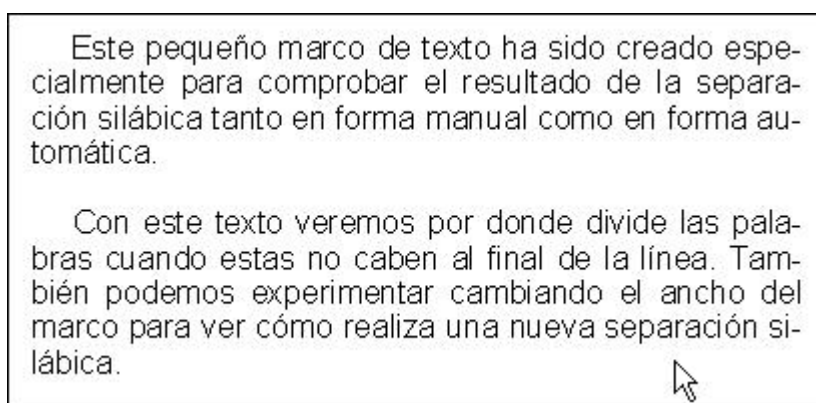 Este pequeño marco de texto ha sido creado espe-
cialmente para comprobar el resultado de la separa-
ción silábica tanto en forma manual como en forma au-
tomática.
Con este texto veremos por donde divide las pala-
bras cuando estas no caben al final de la línea. Tam-
bién podemos experimentar cambiando el ancho del
marco para ver cómo realiza una nueva separación si-
lábica.